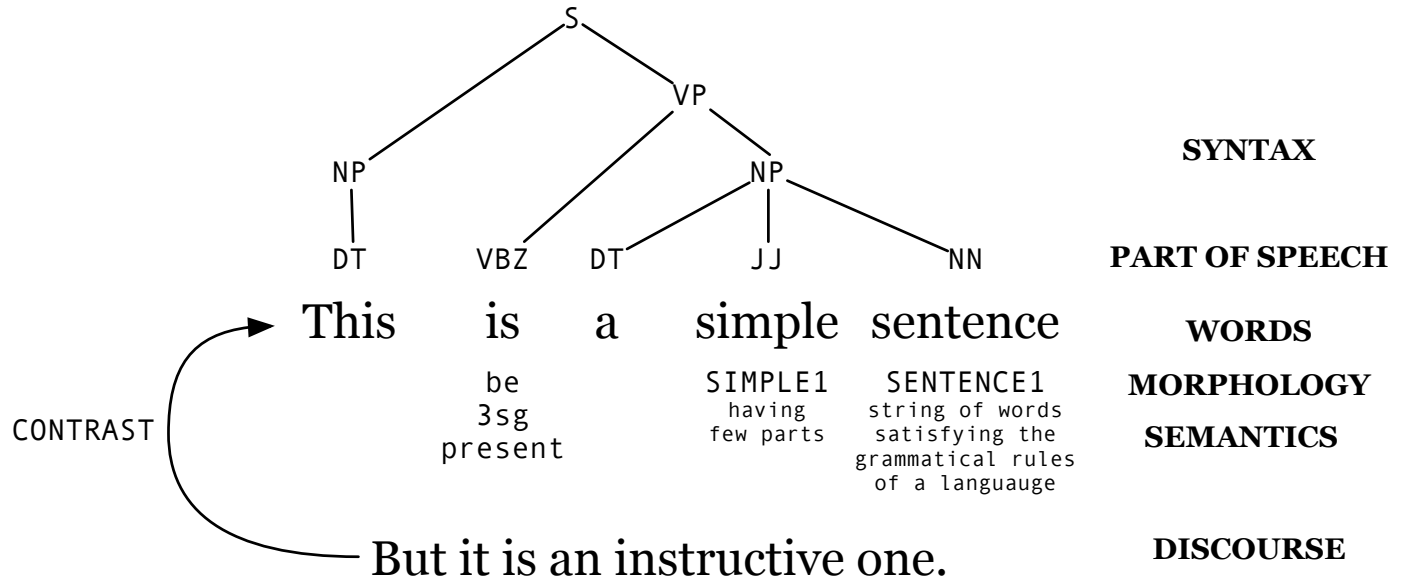 S
VP
SYNTAX
NP NP
DT VBZ DT JJ NN PART OF SPEECH
This is a simple sentence WORDS
be SIMPLE1 SENTENCE1 MORPHOLOGY
3sg having string of words
CONTRAST present few parts satisfying the SEMANTICS
grammatical rules
of a languauge
But it is an instructive one. DISCOURSE